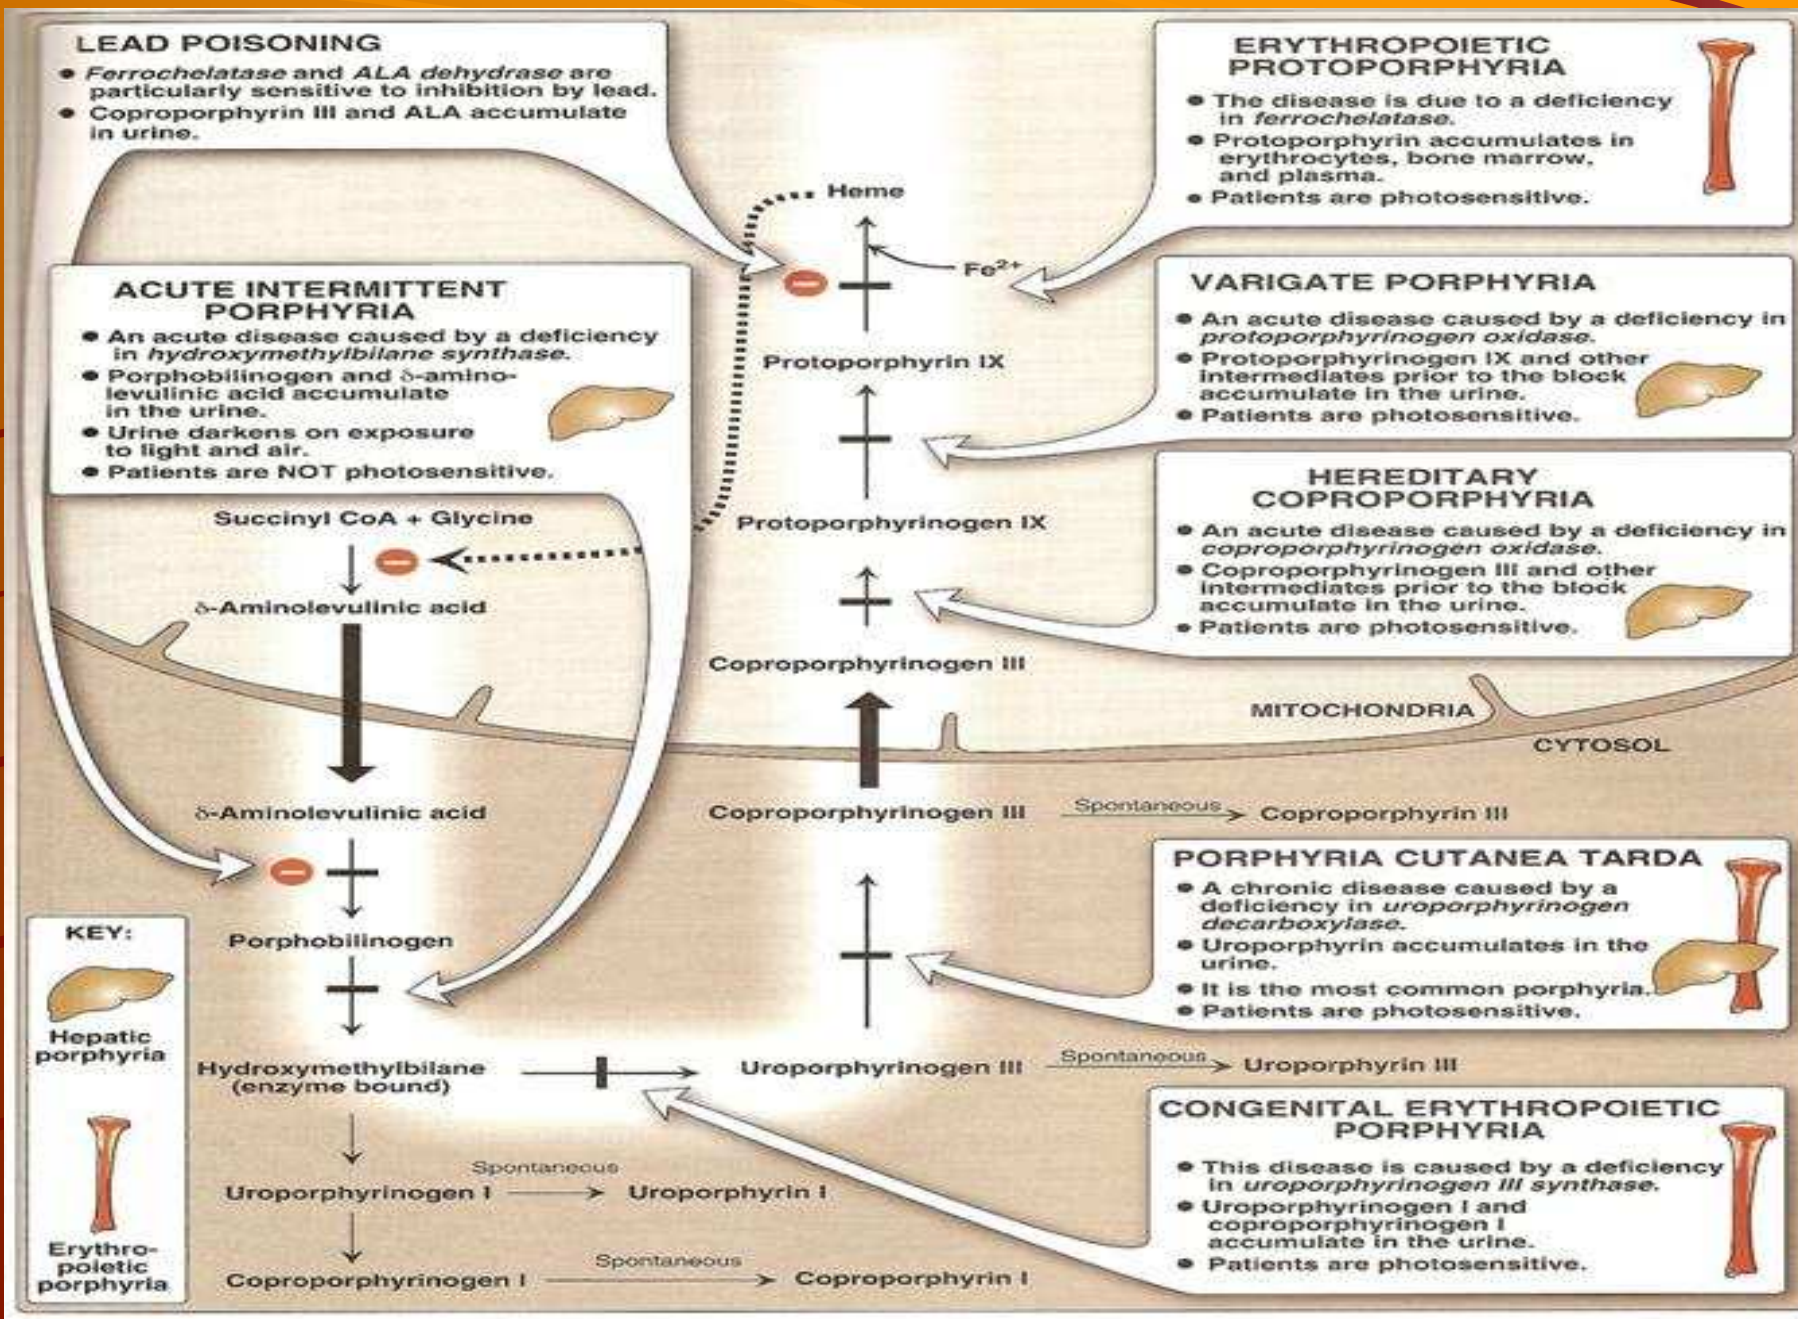 LEAD POISONING
● Ferrochelatase and ALA dehydrase are
particularly sensitive to inhibition by lead.
● Coproporphyrin III and ALA accumulate
in urine.
ERYTHROPOIETIC
PROTOPORPHYRIA
● The disease is due to a deficiency
in ferrochelatase.
● Protoporphyrin accumulates in
erythrocytes, bone marrow,
and plasma.
● Patients are photosensitive.
ACUTE INTERMITTENT
PORPHYRIA
● An acute disease caused by a deficiency
in hydroxymethylbilane synthase.
● Porphobilinogen and δ-amino-
levulinic acid accumulate
in the urine.
● Urine darkens on exposure
to light and air.
● Patients are NOT photosensitive.
VARIGATE PORPHYRIA
● An acute disease caused by a deficiency in
protoporphyrinogen oxidase.
● Protoporphyrinogen IX and other
intermediates prior to the block
accumulate in the urine.
● Patients are photosensitive.
HEREDITARY
COPROPORPHYRIA
● An acute disease caused by a deficiency in
coproporphyrinogen oxidase.
● Coproporphyrinogen III and other
intermediates prior to the block
accumulate in the urine.
● Patients are photosensitive.
Heme
Fe²⁺
Protoporphyrin IX
Protoporphyrinogen IX
Coproporphyrinogen III
Succinyl CoA + Glycine
δ-Aminolevulinic acid
MITOCHONDRIA
CYTOSOL
δ-Aminolevulinic acid
Coproporphyrinogen III
Spontaneous
Coproporphyrin III
Porphobilinogen
PORPHYRIA CUTANEA TARDA
● A chronic disease caused by a
deficiency in uroporphyrinogen
decarboxylase.
● Uroporphyrin accumulates in the
urine.
● It is the most common porphyria.
● Patients are photosensitive.
KEY:
Hepatic
porphyria
Erythro-
poietic
porphyria
Hydroxymethylbilane
(enzyme bound)
Uroporphyrinogen III
Spontaneous
Uroporphyrin III
Uroporphyrinogen I
Spontaneous
Uroporphyrin I
Coproporphyrinogen I
Spontaneous
Coproporphyrin I
CONGENITAL ERYTHROPOIETIC
PORPHYRIA
● This disease is caused by a deficiency
in uroporphyrinogen III synthase.
● Uroporphyrinogen I and
coproporphyrinogen I
accumulate in the urine.
● Patients are photosensitive.